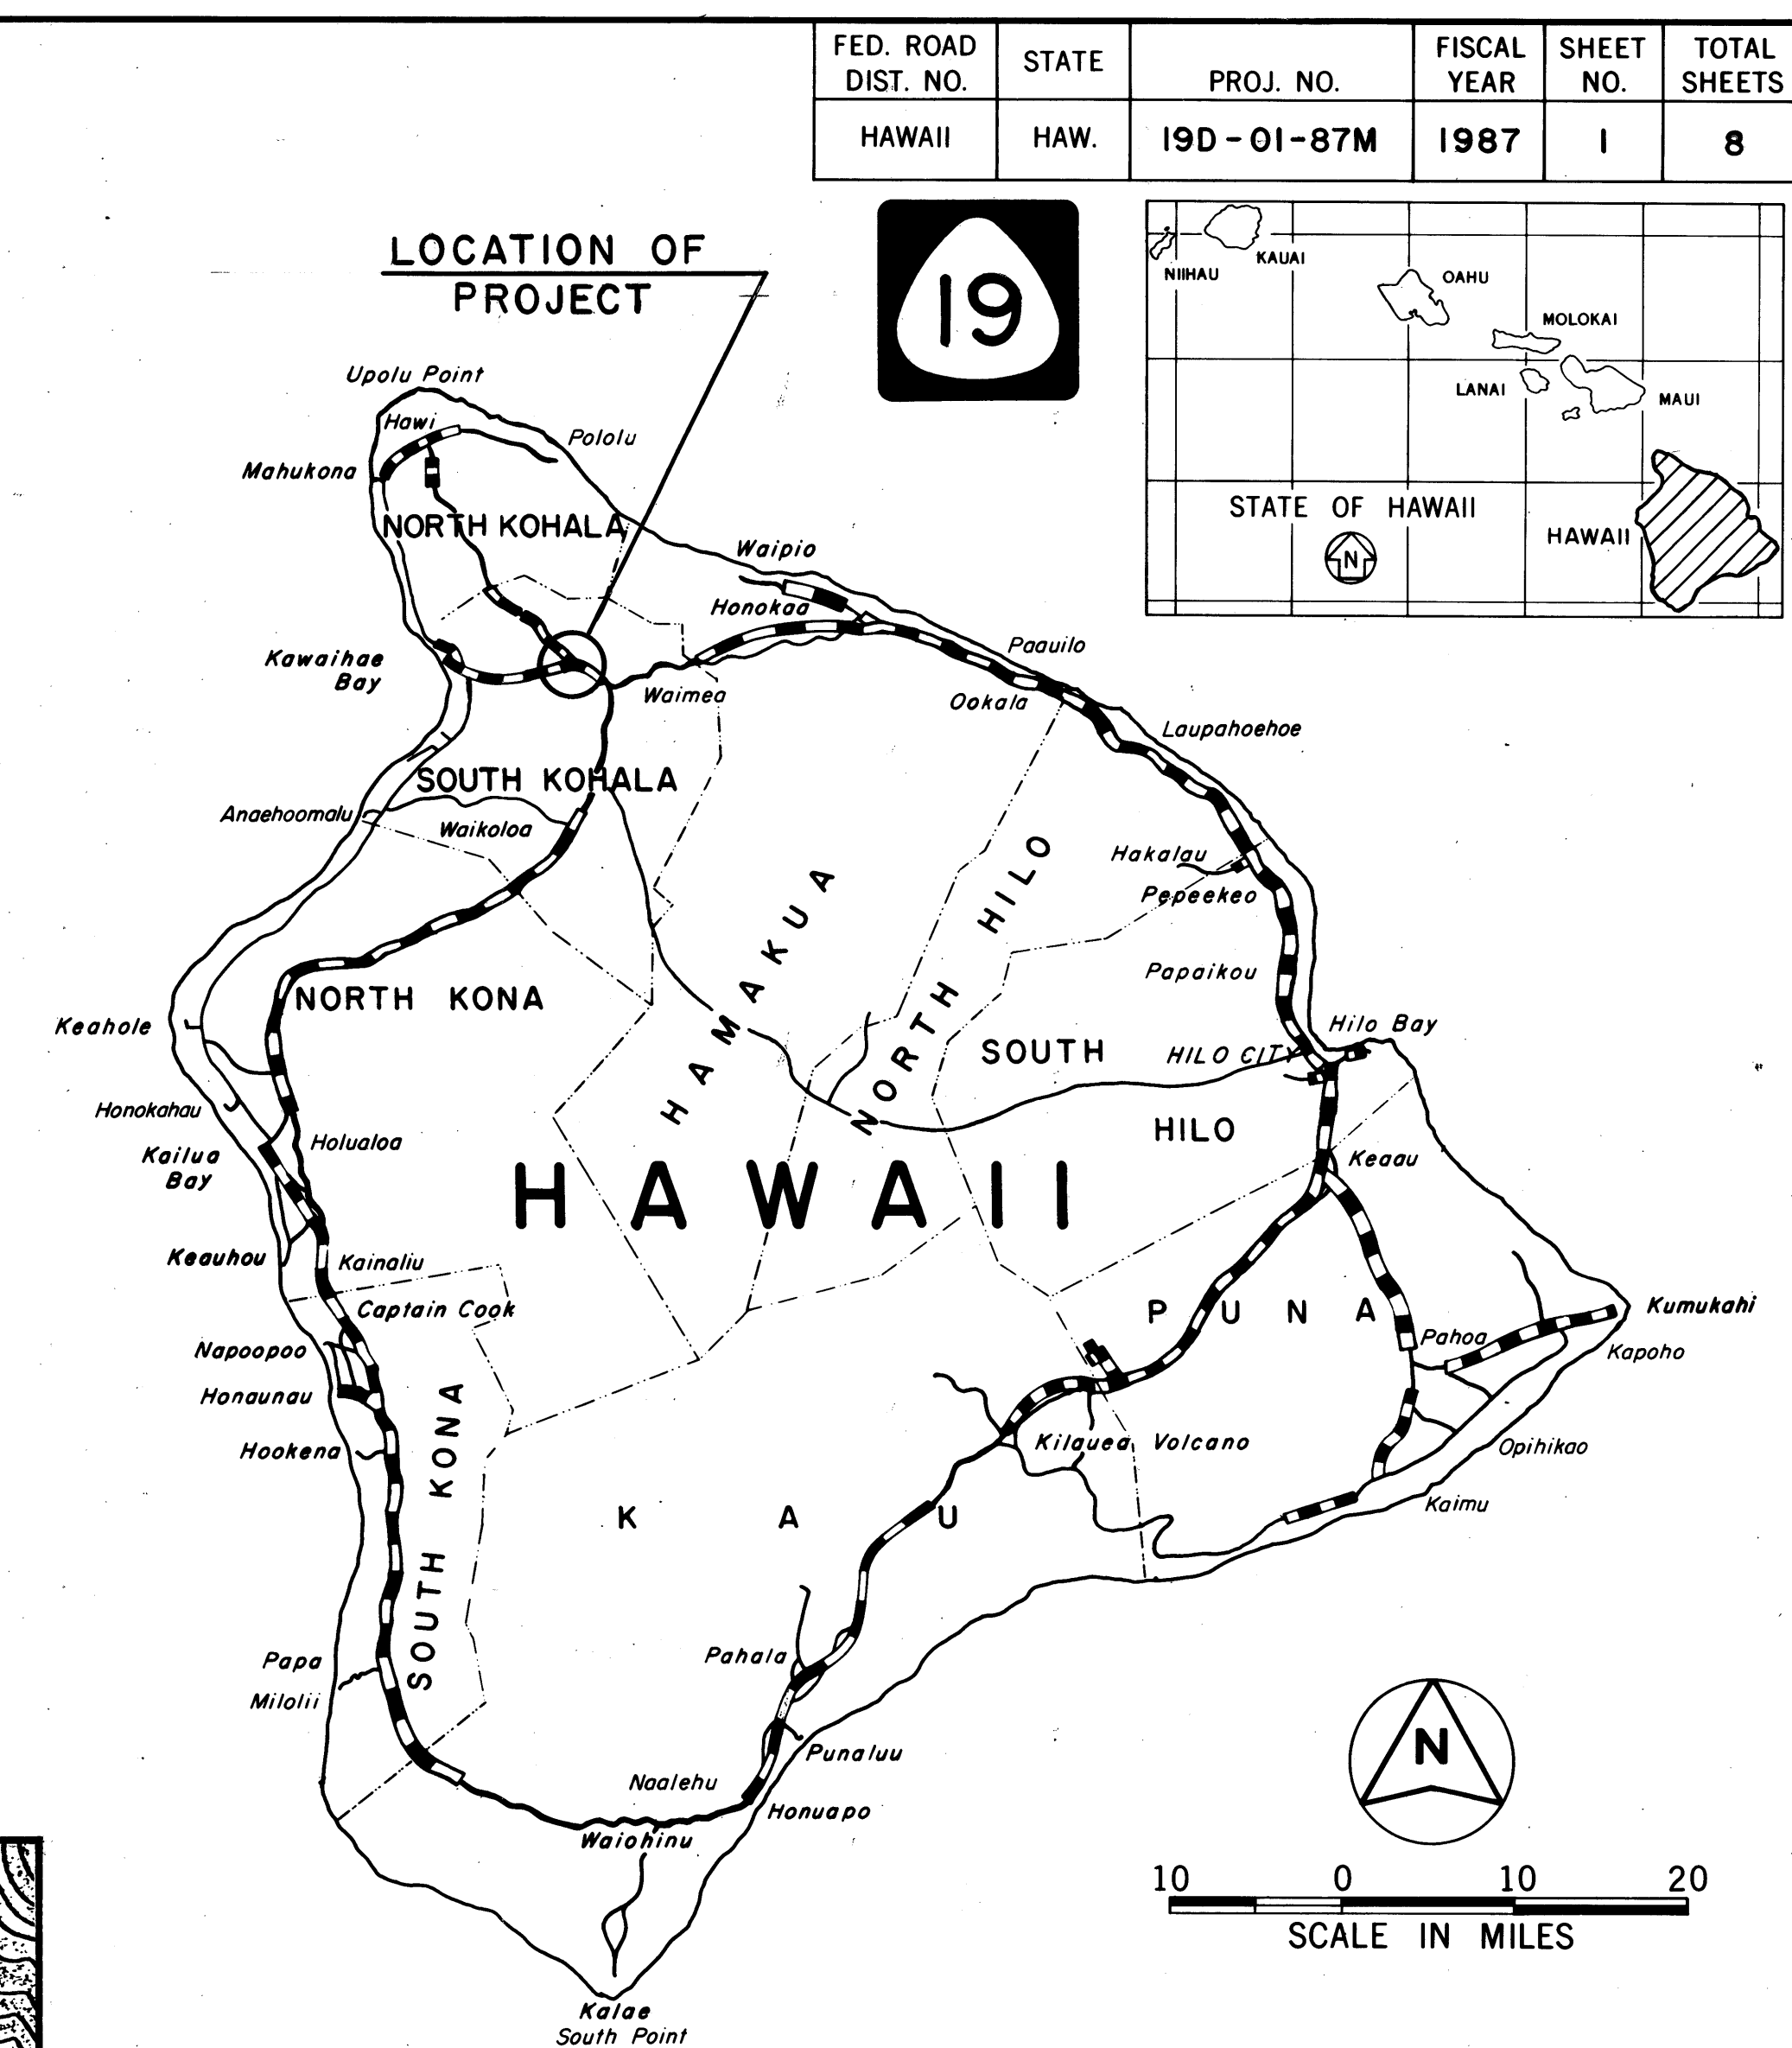 FED. ROAD DIST. NO.
STATE
PROJ. NO.
FISCAL YEAR
SHEET NO.
TOTAL SHEETS
HAWAII
HAW.
19D-01-87M
1987
1
8
LOCATION OF
PROJECT
19
NIIHAU
KAUAI
OAHU
MOLOKAI
LANAI
MAUI
STATE OF HAWAII
HAWAII
N
Upolu Point
Hawi
Pololu
Mahukona
NORTH KOHALA
Waipio
Honokaa
Kawaihae
Bay
Paauilo
Waimea
Ookala
Laupahoehoe
SOUTH KOHALA
Anaehoomalu
Waikoloa
Hakalau
Pepeekeo
HAMAKUA
NORTH HILO
Papaikou
NORTH KONA
Keahole
Hilo Bay
SOUTH
HILO CITY
Honokahau
HILO
Holualoa
Kailua
Bay
Keaau
HAWAII
Keauhou
Kainaliu
Captain Cook
PUNA
Kumukahi
Napoopoo
Pahoa
Kapoho
Honaunau
SOUTH KONA
Hookena
Kilauea Volcano
Opihikao
Kaimu
KAU
Papa
Pahala
Milolii
Punaluu
N
Naalehu
Honuapo
Waiohinu
10 0 10 20
SCALE IN MILES
Kalae
South Point